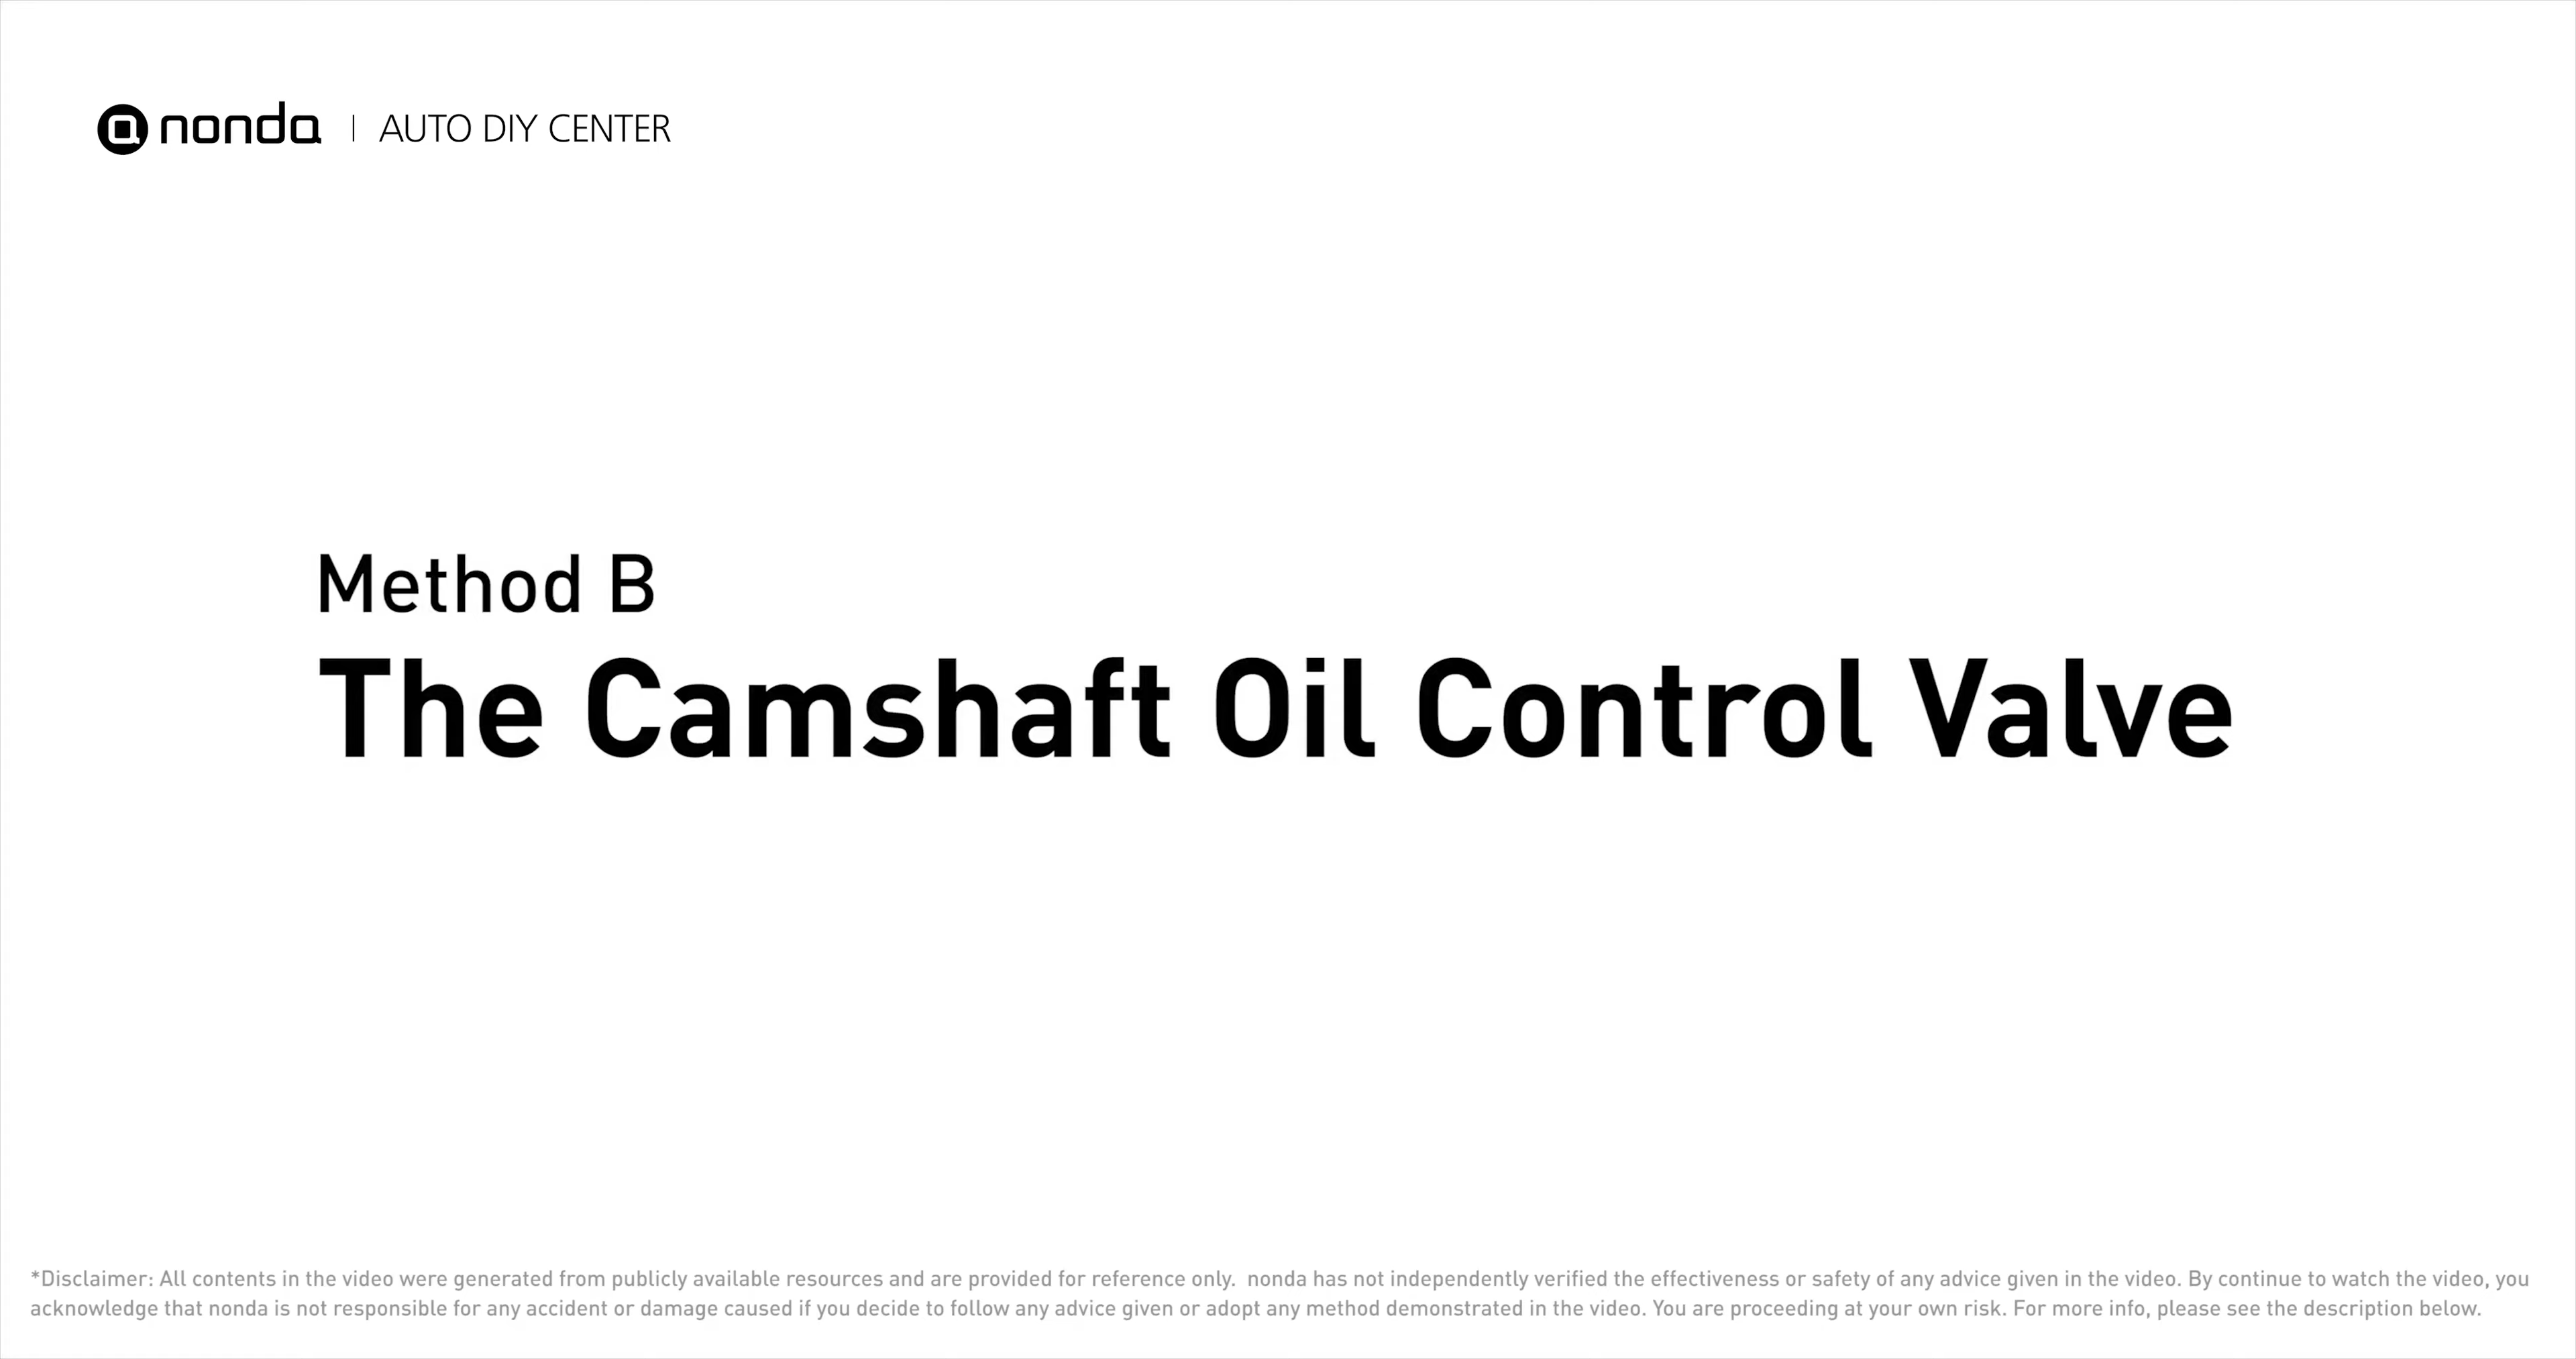 nonda | AUTO DIY CENTER
Method B
The Camshaft Oil Control Valve
*Disclaimer: All contents in the video were generated from publicly available resources and are provided for reference only.  nonda has not independently verified the effectiveness or safety of any advice given in the video. By continue to watch the video, you
acknowledge that nonda is not responsible for any accident or damage caused if you decide to follow any advice given or adopt any method demonstrated in the video. You are proceeding at your own risk. For more info, please see the description below.